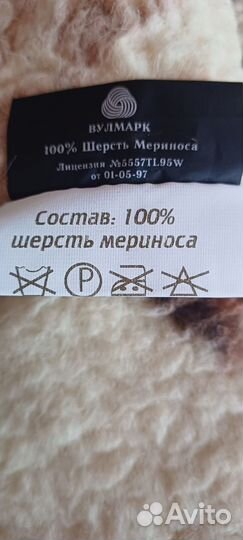 ВУЛМАРК
100% Шерсть Мериноса
Лицензия №5557TL95W
от 01-05-97
Состав: 100%
шерсть мериноса
P
Avito